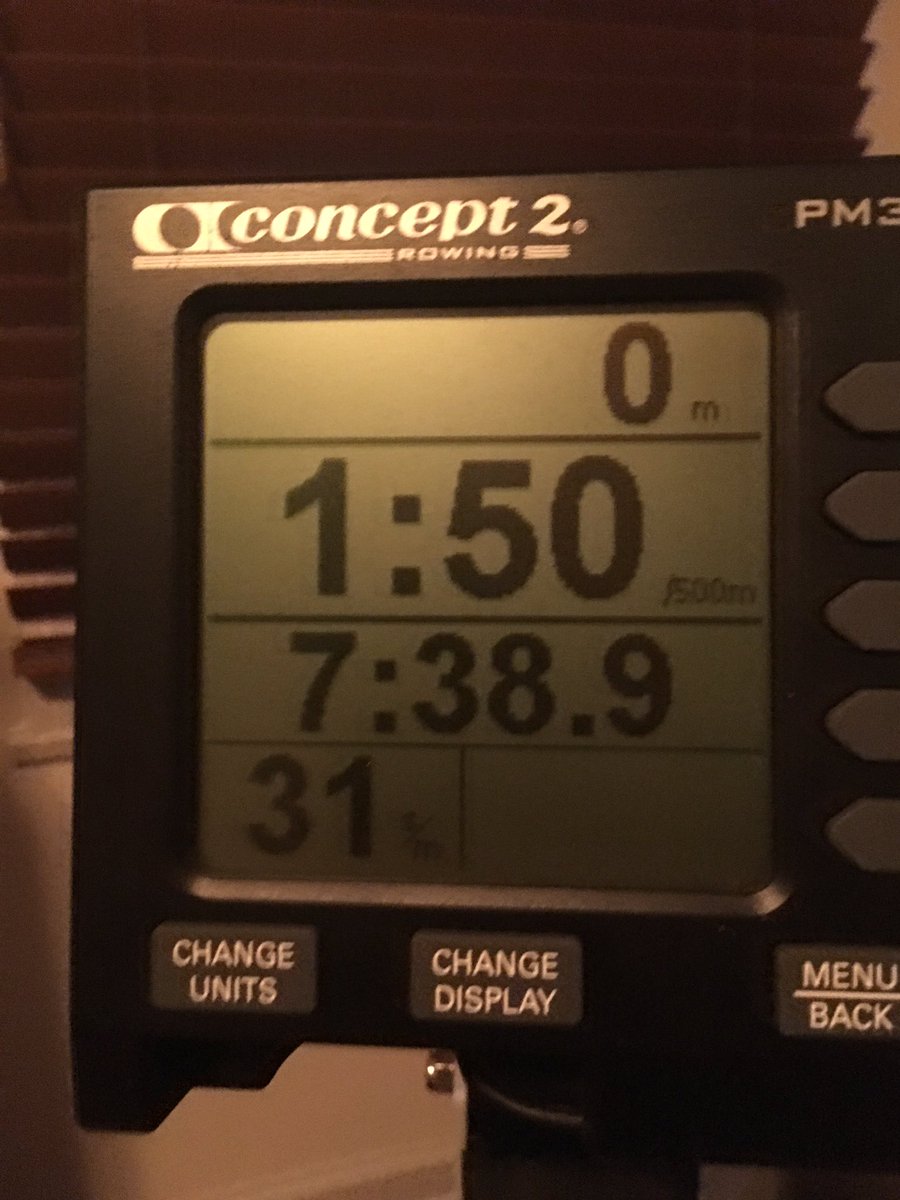 concept 2®
ROWING
PM3
0 m
1:50 /500m
7:38.9
31 s/m
CHANGE UNITS
CHANGE DISPLAY
MENU
BACK